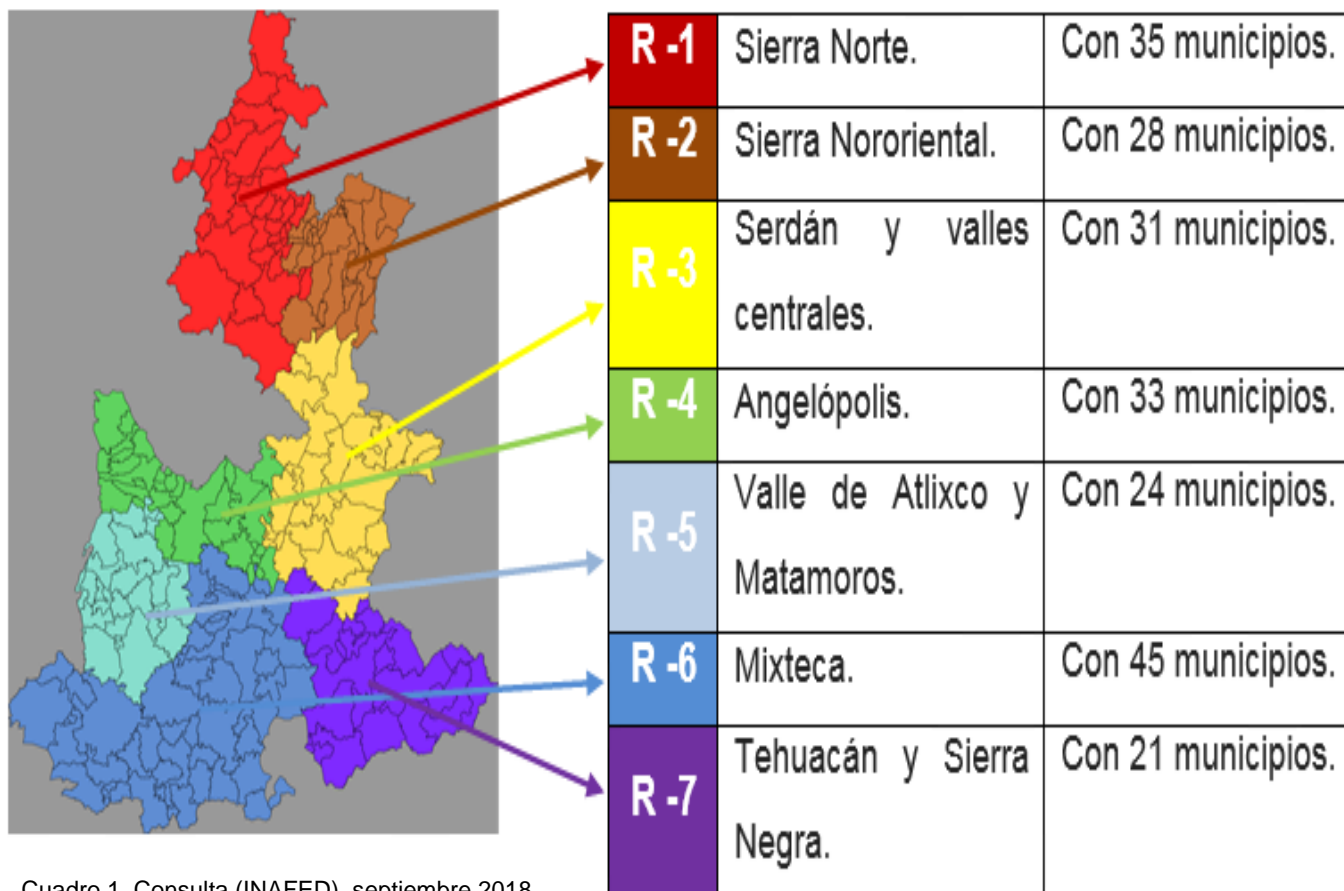 R -1 Sierra Norte. Con 35 municipios.
R -2 Sierra Nororiental. Con 28 municipios.
R -3 Serdán y valles Con 31 municipios.
centrales.
R -4 Angelópolis. Con 33 municipios.
R -5 Valle de Atlixco y Con 24 municipios.
Matamoros.
R -6 Mixteca. Con 45 municipios.
R -7 Tehuacán y Sierra Con 21 municipios.
Negra.
Cuadro 1. Consulta (INAFED), septiembre 2018